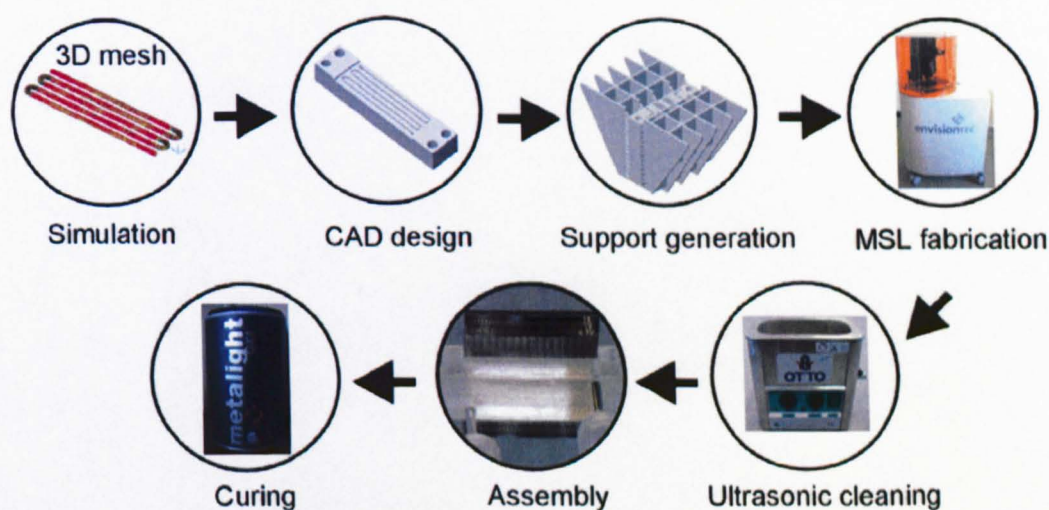 3D mesh
envisiontec
Simulation
CAD design
Support generation
MSL fabrication
metalight
OTTO
Curing
Assembly
Ultrasonic cleaning